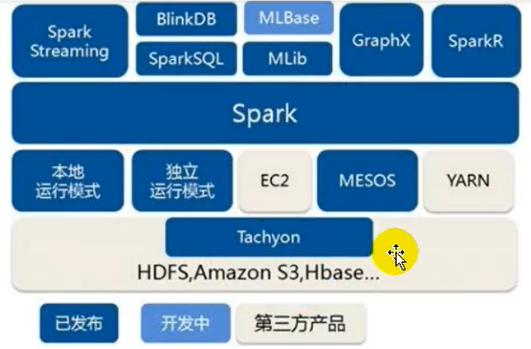 Spark
Streaming
BlinkDB
MLBase
GraphX
SparkR
SparkSQL
MLib
Spark
本地
运行模式
独立
运行模式
EC2
MESOS
YARN
Tachyon
HDFS,Amazon S3,Hbase...
已发布
开发中
第三方产品